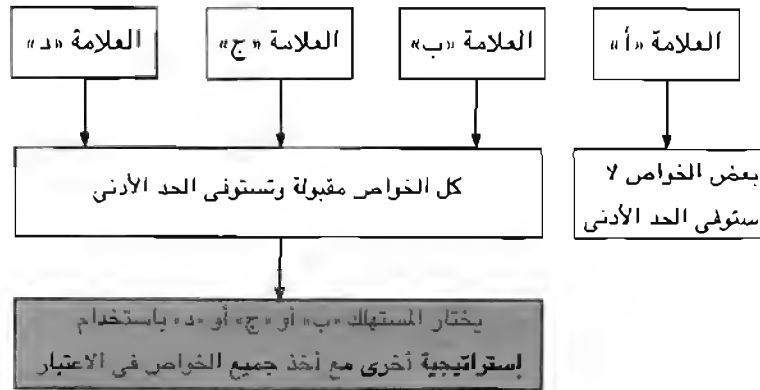 العلامة «أ»
العلامة «ب»
العلامة «ج»
العلامة «د»
بعض الخواص لا
ستوفى الحد الأدنى
كل الخواص مقبولة وتستوفى الحد الأدنى
يختار المستهلك «ب» أو «ج» أو «د» باستخدام
إستراتيجية أخرى مع أخذ جميع الخواص فى الاعتبار